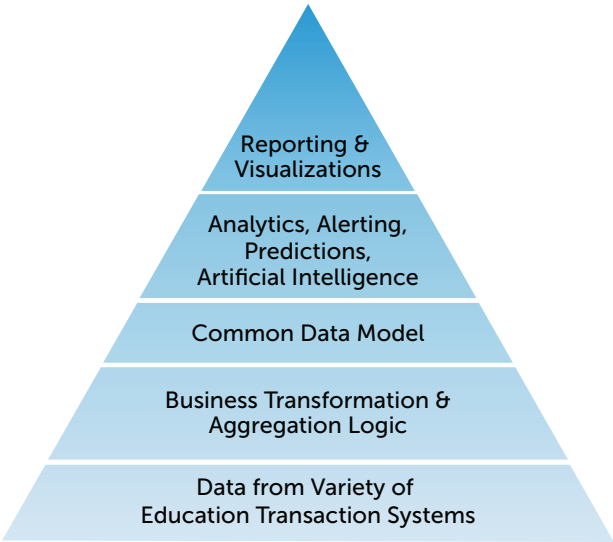 Reporting &
Visualizations
Analytics, Alerting,
Predictions,
Artificial Intelligence
Common Data Model
Business Transformation &
Aggregation Logic
Data from Variety of
Education Transaction Systems